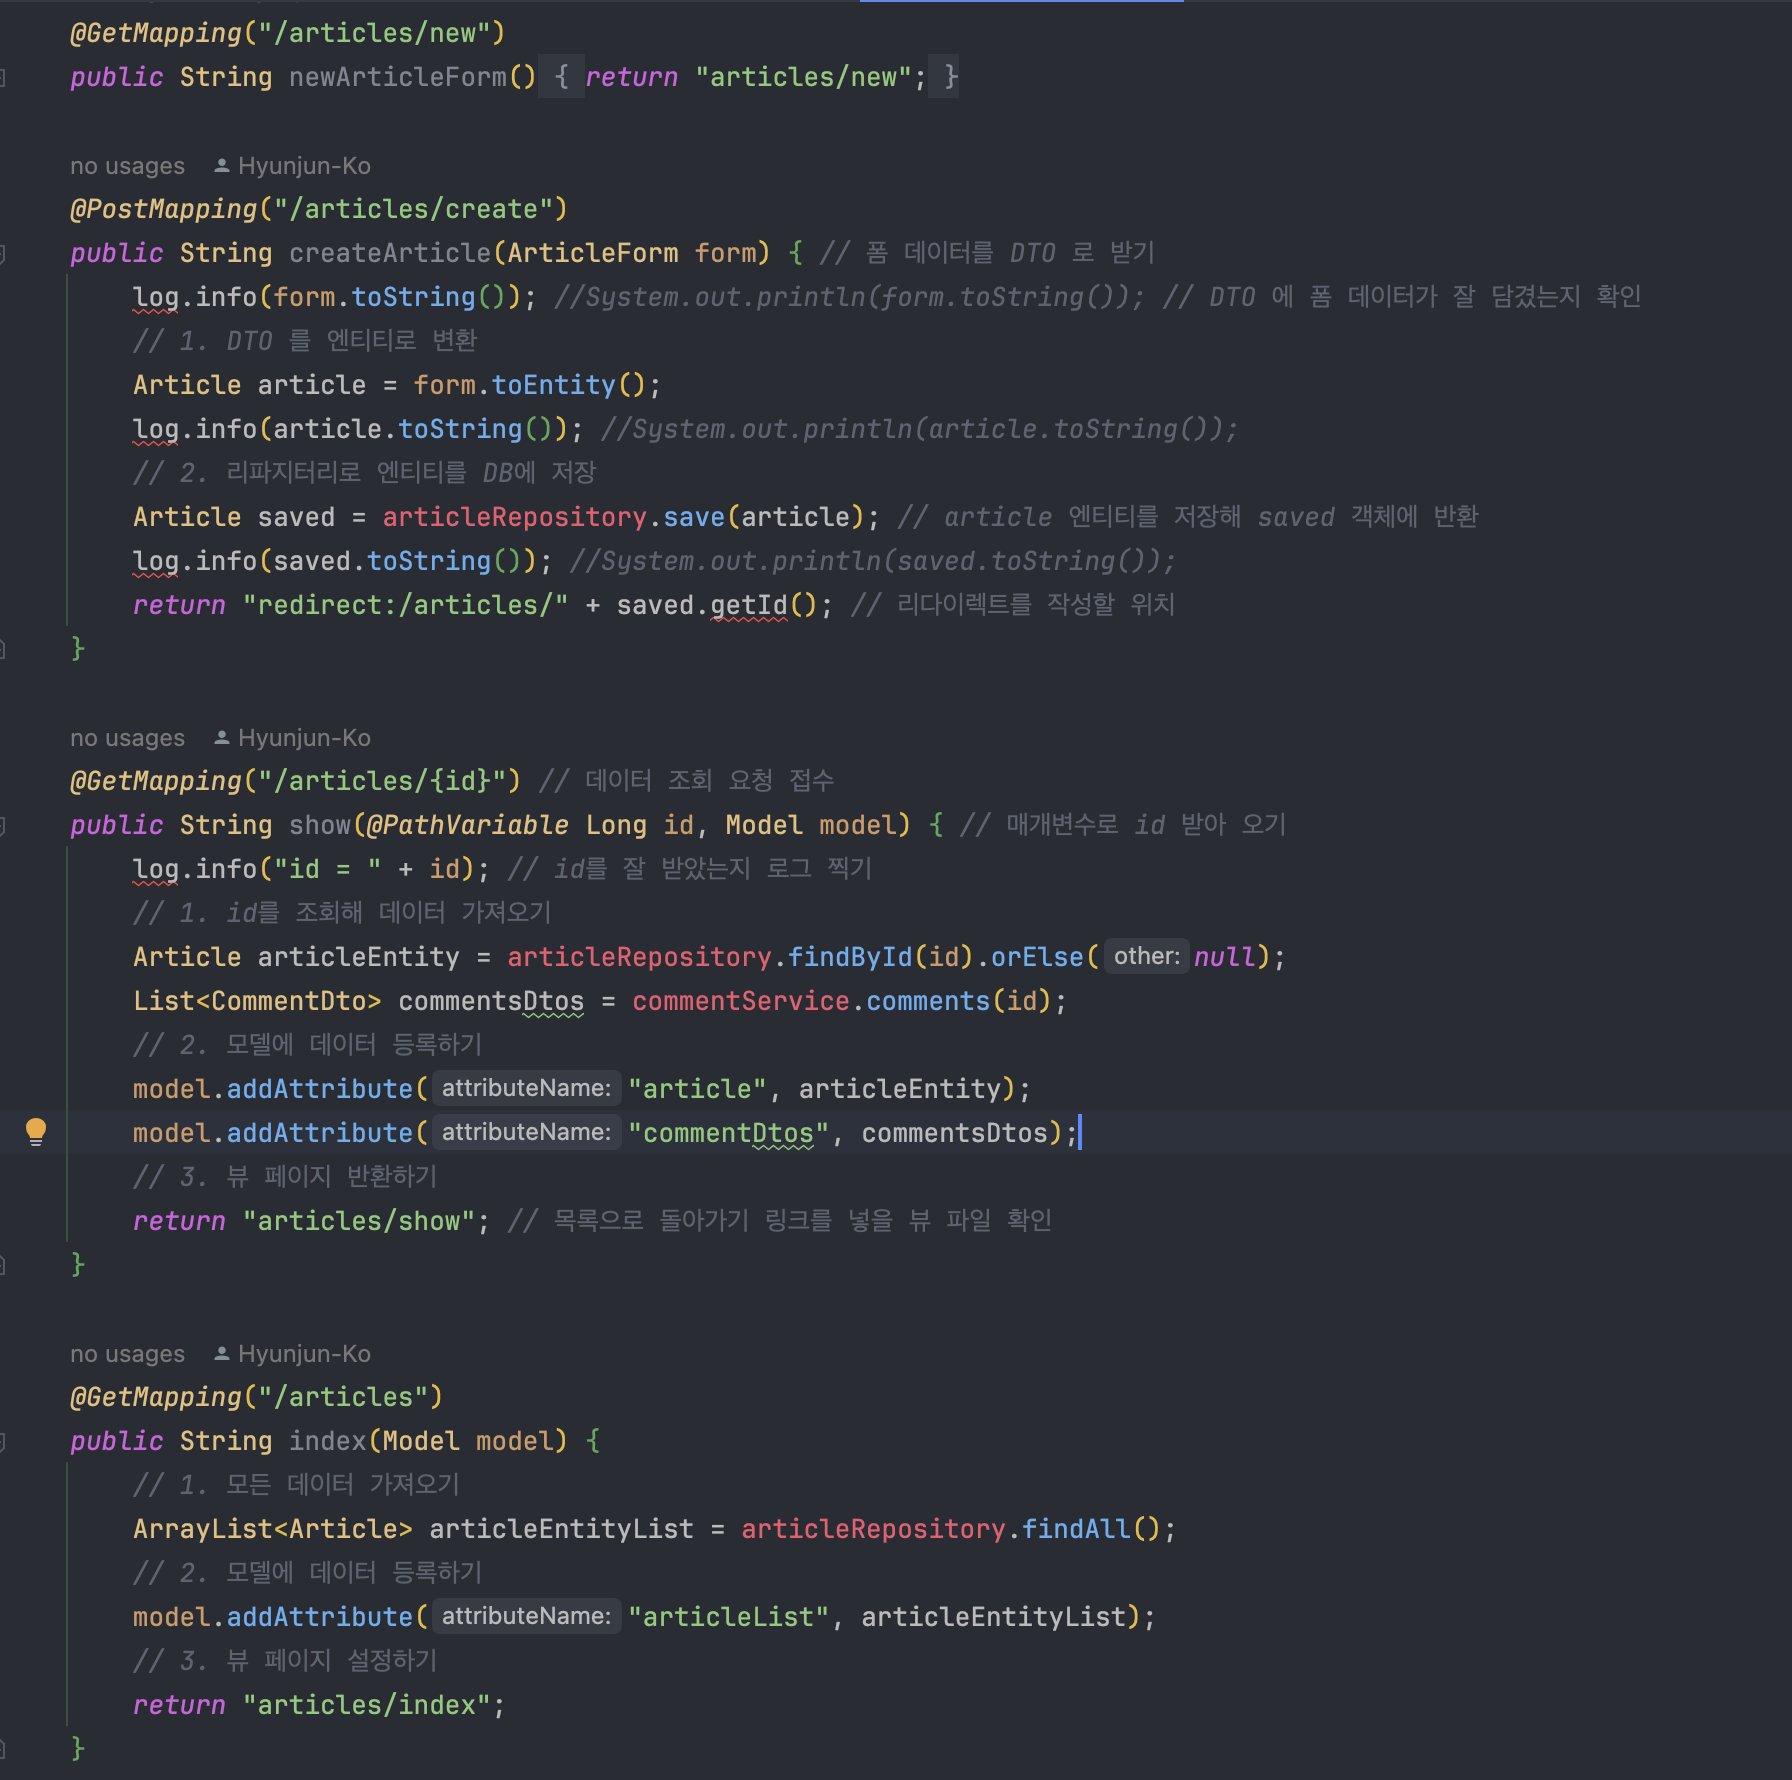 @GetMapping("/articles/new")
public String newArticleForm() { return "articles/new"; }
no usages Hyunjun-Ko
@PostMapping("/articles/create")
public String createArticle(ArticleForm form) { // 폼 데이터를 DTO 로 받기
log.info(form.toString()); //System.out.println(form.toString()); // DTO 에 폼 데이터가 잘 담겼는지 확인
// 1. DTO 를 엔티티로 변환
Article article = form.toEntity();
log.info(article.toString()); //System.out.println(article.toString());
// 2. 리파지터리로 엔티티를 DB에 저장
Article saved = articleRepository.save(article); // article 엔티티를 저장해 saved 객체에 반환
log.info(saved.toString()); //System.out.println(saved.toString());
return "redirect:/articles/" + saved.getId(); // 리다이렉트를 작성할 위치
}
no usages Hyunjun-Ko
@GetMapping("/articles/{id}") // 데이터 조회 요청 접수
public String show(@PathVariable Long id, Model model) { // 매개변수로 id 받아 오기
log.info("id = " + id); // id를 잘 받았는지 로그 찍기
// 1. id를 조회해 데이터 가져오기
Article articleEntity = articleRepository.findById(id).orElse( other: null);
List<CommentDto> commentsDtos = commentService.comments(id);
// 2. 모델에 데이터 등록하기
model.addAttribute( attributeName: "article", articleEntity);
model.addAttribute( attributeName: "commentDtos", commentsDtos);
// 3. 뷰 페이지 반환하기
return "articles/show"; // 목록으로 돌아가기 링크를 넣을 뷰 파일 확인
}
no usages Hyunjun-Ko
@GetMapping("/articles")
public String index(Model model) {
// 1. 모든 데이터 가져오기
ArrayList<Article> articleEntityList = articleRepository.findAll();
// 2. 모델에 데이터 등록하기
model.addAttribute( attributeName: "articleList", articleEntityList);
// 3. 뷰 페이지 설정하기
return "articles/index";
}